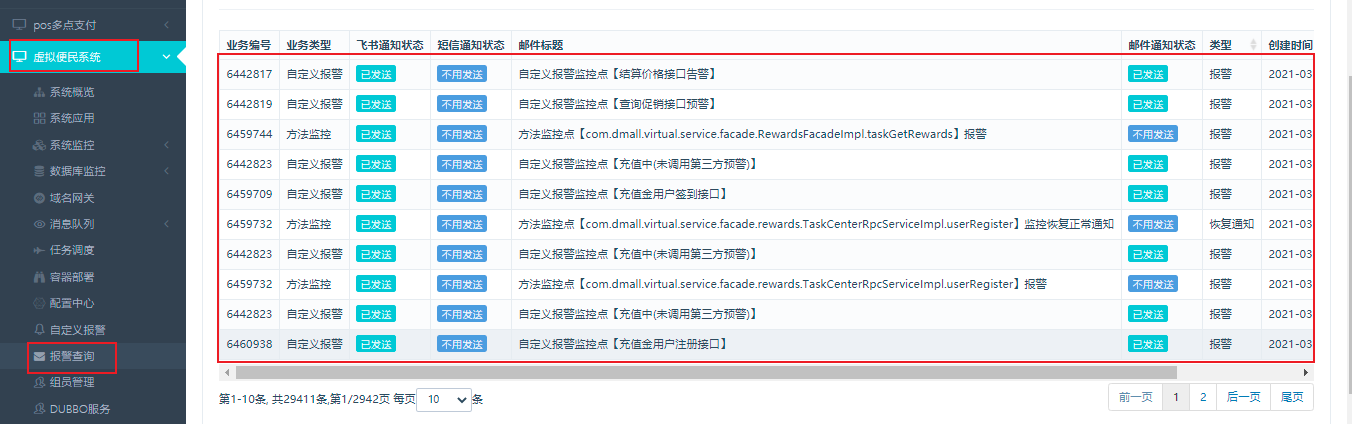 pos多点支付
虚拟便民系统
系统概览
系统应用
系统监控
数据库监控
域名网关
消息队列
任务调度
容器部署
配置中心
自定义报警
报警查询
组员管理
DUBBO服务
业务编号 业务类型 飞书通知状态 短信通知状态 邮件标题 邮件通知状态 类型 创建时间
6442817 自定义报警 已发送 不用发送 自定义报警监控点【结算价格接口告警】 已发送 报警 2021-03
6442819 自定义报警 已发送 不用发送 自定义报警监控点【查询促销接口预警】 已发送 报警 2021-03
6459744 方法监控 已发送 不用发送 方法监控点【com.dmall.virtual.service.facade.RewardsFacadeImpl.taskGetRewards】报警 不用发送 报警 2021-03
6442823 自定义报警 已发送 不用发送 自定义报警监控点【充值中(未调用第三方预警)】 已发送 报警 2021-03
6459709 自定义报警 已发送 不用发送 自定义报警监控点【充值金用户签到接口】 已发送 报警 2021-03
6459732 方法监控 已发送 不用发送 方法监控点【com.dmall.virtual.service.facade.rewards.TaskCenterRpcServiceImpl.userRegister】监控恢复正常通知 不用发送 恢复通知 2021-03
6442823 自定义报警 已发送 不用发送 自定义报警监控点【充值中(未调用第三方预警)】 已发送 报警 2021-03
6459732 方法监控 已发送 不用发送 方法监控点【com.dmall.virtual.service.facade.rewards.TaskCenterRpcServiceImpl.userRegister】报警 不用发送 报警 2021-03
6442823 自定义报警 已发送 不用发送 自定义报警监控点【充值中(未调用第三方预警)】 已发送 报警 2021-03
6460938 自定义报警 已发送 不用发送 自定义报警监控点【充值金用户注册接口】 已发送 报警 2021-03
第1-10条, 共29411条,第1/2942页 每页 10 条 前一页 1 2 后一页 尾页